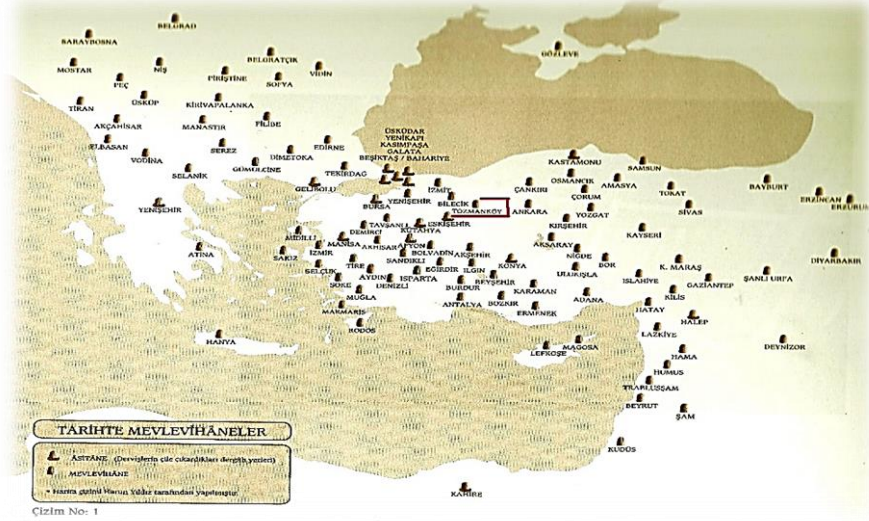 BELGRAD
SARAYBOSNA
GÖZLEVE
BELGRATÇIK
MOSTAR
NİŞ
VİDİN
PİRİŞTİNE
SOFYA
PEÇ
TİRAN
ÜSKÜP
KİRİVAPALANKA
AKÇAHİSAR
MANASTIR
FİLİBE
ELBASAN
VODİNA
SEREZ
DİMETOKA
EDİRNE
SELANİK
GÜMÜLCİNE
TEKİRDAĞ
ÜSKÜDAR
YENİKAPI
KASIMPAŞA
GALATA
BEŞİKTAŞ / BAHARİYE
KASTAMONU
SAMSUN
GELİBOLU
İZMİT
ÇANKIRI
OSMANCIK
AMASYA
TOKAT
BAYBURT
ERZİNCAN
ERZURUM
YENİŞEHİR
BURSA
YENİŞEHİR
BİLECİK
TOZMANKÖY
ANKARA
ÇORUM
YOZGAT
SİVAS
TAVŞANLI
ESKİŞEHİR
KÜTAHYA
KIRŞEHİR
KAYSERİ
MİDİLLİ
DEMİRCİ
MANİSA
AKHİSAR
AFYON
BOLVADİN
AKŞEHİR
AKSARAY
NİĞDE
BOR
DİYARBAKIR
ATİNA
SAKIZ
İZMİR
SANDIKLI
SELÇUK
TİRE
EĞİRDİR
ILGIN
KONYA
ULUKIŞLA
K. MARAŞ
ŞANLI URFA
SÖKE
AYDIN
DENİZLİ
ISPARTA
BURDUR
BEYŞEHİR
KARAMAN
ADANA
İSLAHİYE
GAZİANTEP
KİLİS
MUĞLA
MARMARİS
ANTALYA
BOZKIR
ERMENEK
HATAY
HALEP
RODOS
HANYA
LEFKOŞE
MAGOSA
LAZKİYE
HAMA
DEYNİZOR
HUMUS
TRABLUSŞAM
BEYRUT
ŞAM
KUDÜS
KAHİRE
TARİHTE MEVLEVİHÂNELER
ÂSİTÂNE (Dervişlerin çile çıkardıkları dergâh yerleri)
MEVLEVİHÂNE
* Harita çizimi Harun Yıldız tarafından yapılmıştır.
Çizim No: 1